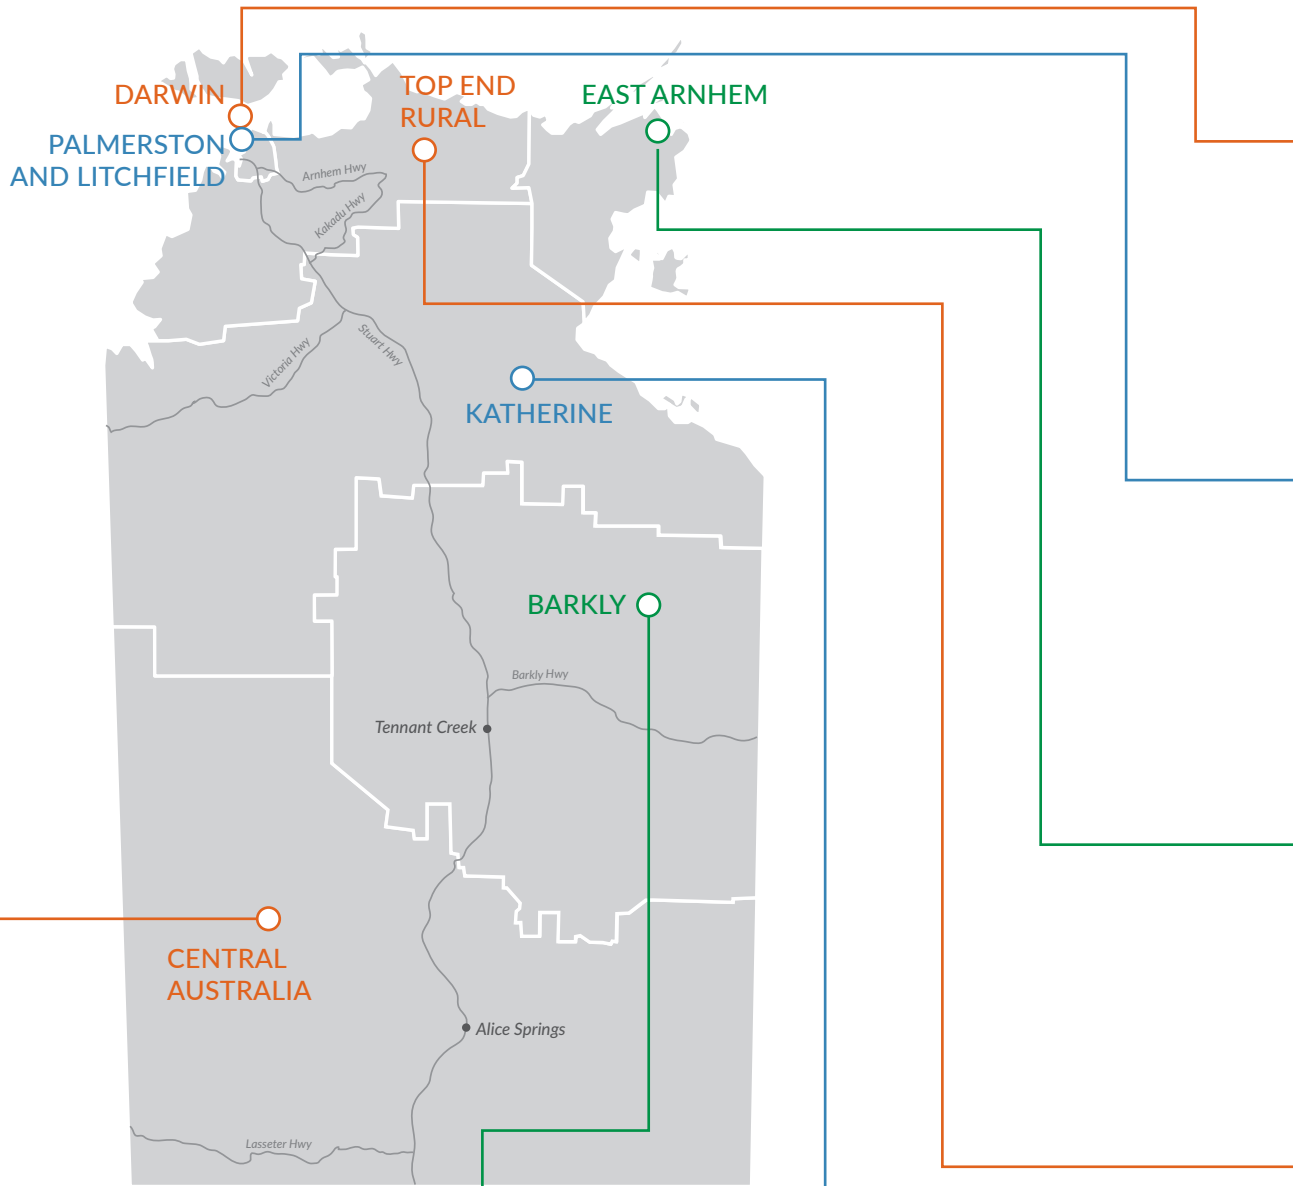 DARWIN
TOP END
RURAL
EAST ARNHEM
PALMERSTON
AND LITCHFIELD
Arnhem Hwy
Kakadu Hwy
Victoria Hwy
Stuart Hwy
KATHERINE
BARKLY
Barkly Hwy
Tennant Creek
CENTRAL
AUSTRALIA
Alice Springs
Lasseter Hwy